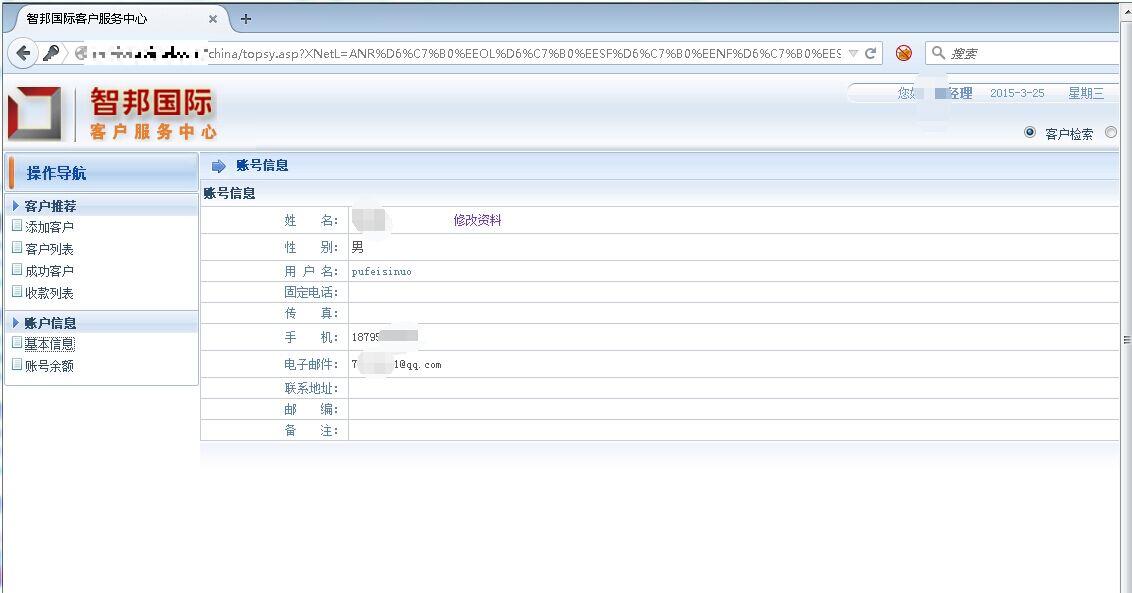 智邦国际客户服务中心
china/topsy.asp?XNetL=ANR%D6%C7%B0%EEOL%D6%C7%B0%EESF%D6%C7%B0%EENF%D6%C7%B0%EES
搜索
智邦国际
客户服务中心
您好 经理 2015-3-25 星期三
客户检索
操作导航
客户推荐
添加客户
客户列表
成功客户
收款列表
账户信息
基本信息
账号余额
账号信息
账号信息
姓 名: 修改资料
性 别: 男
用 户 名: pufeisinuo
固定电话:
传 真:
手 机: 18795
电子邮件: 7 1@qq.com
联系地址:
邮 编:
备 注: